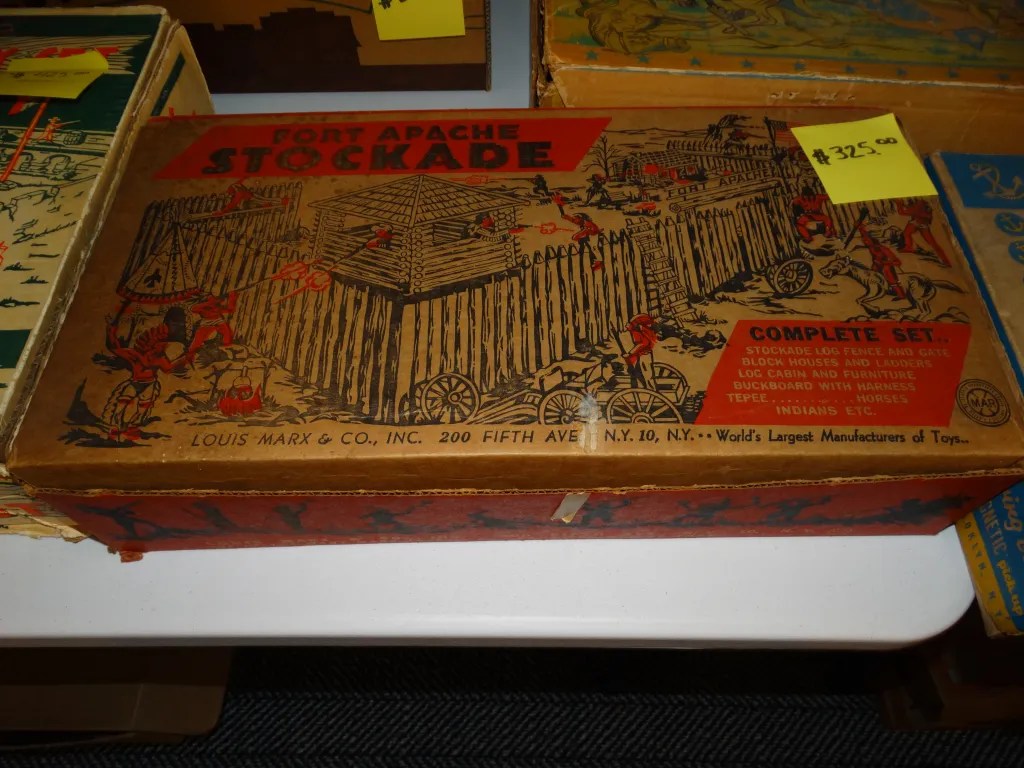 FORT APACHE
STOCKADE
$325.00
FORT APACHE
COMPLETE SET..
STOCKADE LOG FENCE AND GATE
BLOCK HOUSES AND LADDERS
LOG CABIN AND FURNITURE
BUCKBOARD WITH HARNESS
TEPEE..........HORSES
INDIANS ETC.
MAR
LOUIS MARX & CO., INC. 200 FIFTH AVE N.Y. 10, N.Y. •• World's Largest Manufacturers of Toys..